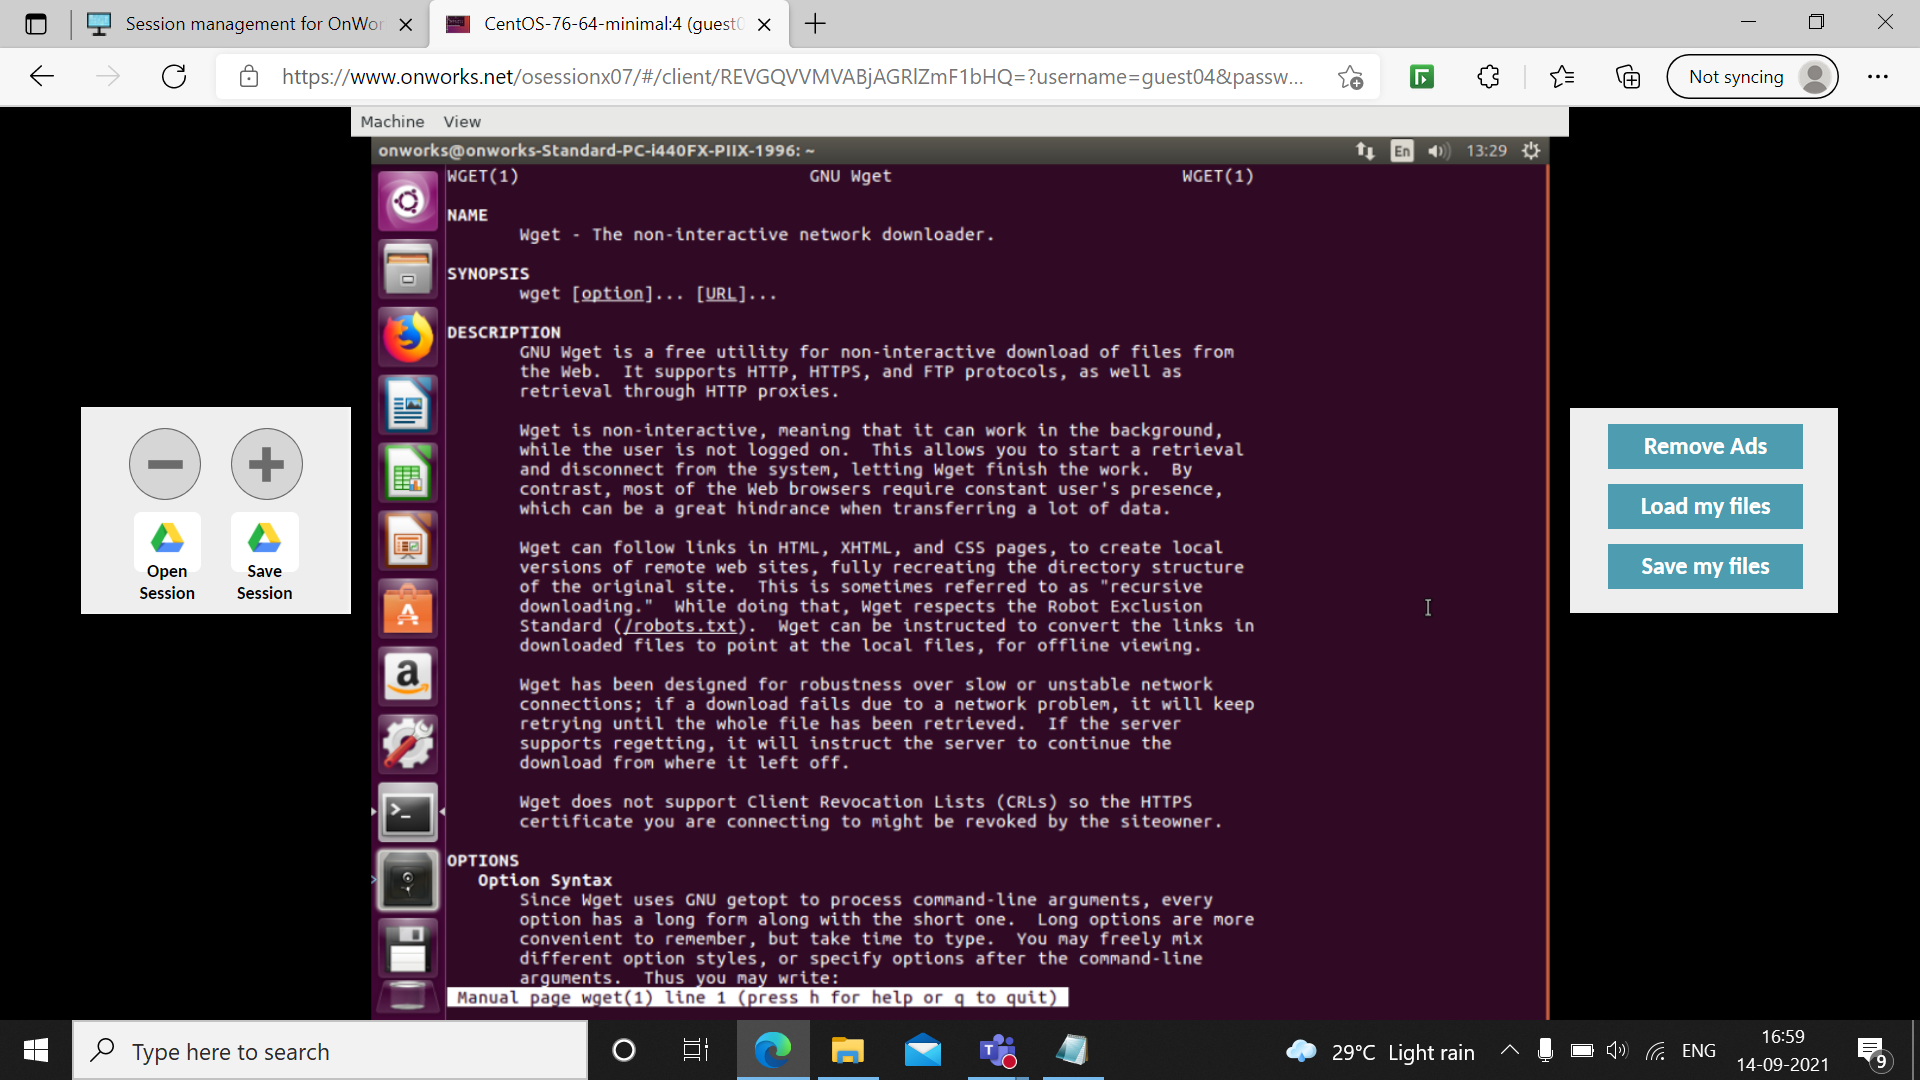 Session management for OnWor
CentOS-76-64-minimal:4 (guest0
https://www.onworks.net/osessionx07/#/client/REVGQVVMVABjAGRlZmF1bHQ=?username=guest04&passw...
Not syncing
Machine View
onworks@onworks-Standard-PC-i440FX-PIIX-1996: ~
En
13:29
WGET(1) GNU Wget WGET(1)
NAME
Wget - The non-interactive network downloader.
SYNOPSIS
wget [option]... [URL]...
DESCRIPTION
GNU Wget is a free utility for non-interactive download of files from
the Web. It supports HTTP, HTTPS, and FTP protocols, as well as
retrieval through HTTP proxies.
Wget is non-interactive, meaning that it can work in the background,
while the user is not logged on. This allows you to start a retrieval
and disconnect from the system, letting Wget finish the work. By
contrast, most of the Web browsers require constant user's presence,
which can be a great hindrance when transferring a lot of data.
Wget can follow links in HTML, XHTML, and CSS pages, to create local
versions of remote web sites, fully recreating the directory structure
of the original site. This is sometimes referred to as "recursive
downloading." While doing that, Wget respects the Robot Exclusion
Standard (/robots.txt). Wget can be instructed to convert the links in
downloaded files to point at the local files, for offline viewing.
Wget has been designed for robustness over slow or unstable network
connections; if a download fails due to a network problem, it will keep
retrying until the whole file has been retrieved. If the server
supports regetting, it will instruct the server to continue the
download from where it left off.
Wget does not support Client Revocation Lists (CRLs) so the HTTPS
certificate you are connecting to might be revoked by the siteowner.
OPTIONS
Option Syntax
Since Wget uses GNU getopt to process command-line arguments, every
option has a long form along with the short one. Long options are more
convenient to remember, but take time to type. You may freely mix
different option styles, or specify options after the command-line
arguments. Thus you may write:
Manual page wget(1) line 1 (press h for help or q to quit)
Open
Session
Save
Session
Remove Ads
Load my files
Save my files
Type here to search
29°C Light rain
ENG
16:59
14-09-2021
9